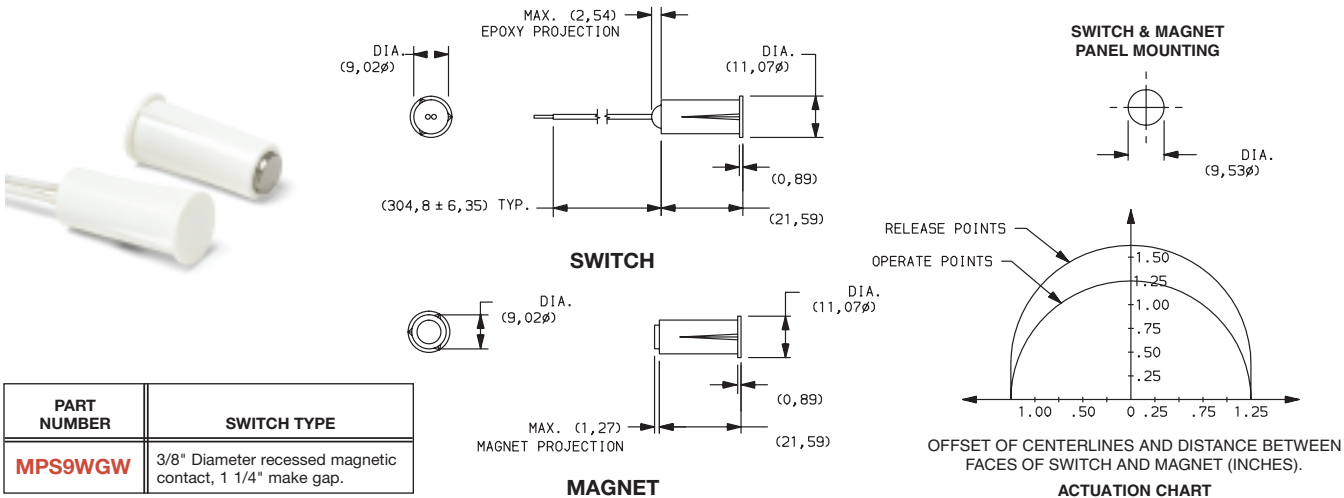 MAX. (2,54)
EPOXY PROJECTION
DIA.
(9,02ø)
DIA.
(11,07ø)
(0,89)
(304,8 ± 6,35) TYP.
(21,59)
SWITCH
DIA.
(9,02ø)
DIA.
(11,07ø)
(0,89)
MAX. (1,27)
MAGNET PROJECTION
(21,59)
MAGNET
PART
NUMBER
SWITCH TYPE
MPS9WGW
3/8" Diameter recessed magnetic
contact, 1 1/4" make gap.
SWITCH & MAGNET
PANEL MOUNTING
DIA.
(9,53ø)
RELEASE POINTS
OPERATE POINTS
1.50
1.25
1.00
.75
.50
.25
1.00 .50 0 .25 .75 1.25
OFFSET OF CENTERLINES AND DISTANCE BETWEEN
FACES OF SWITCH AND MAGNET (INCHES).
ACTUATION CHART